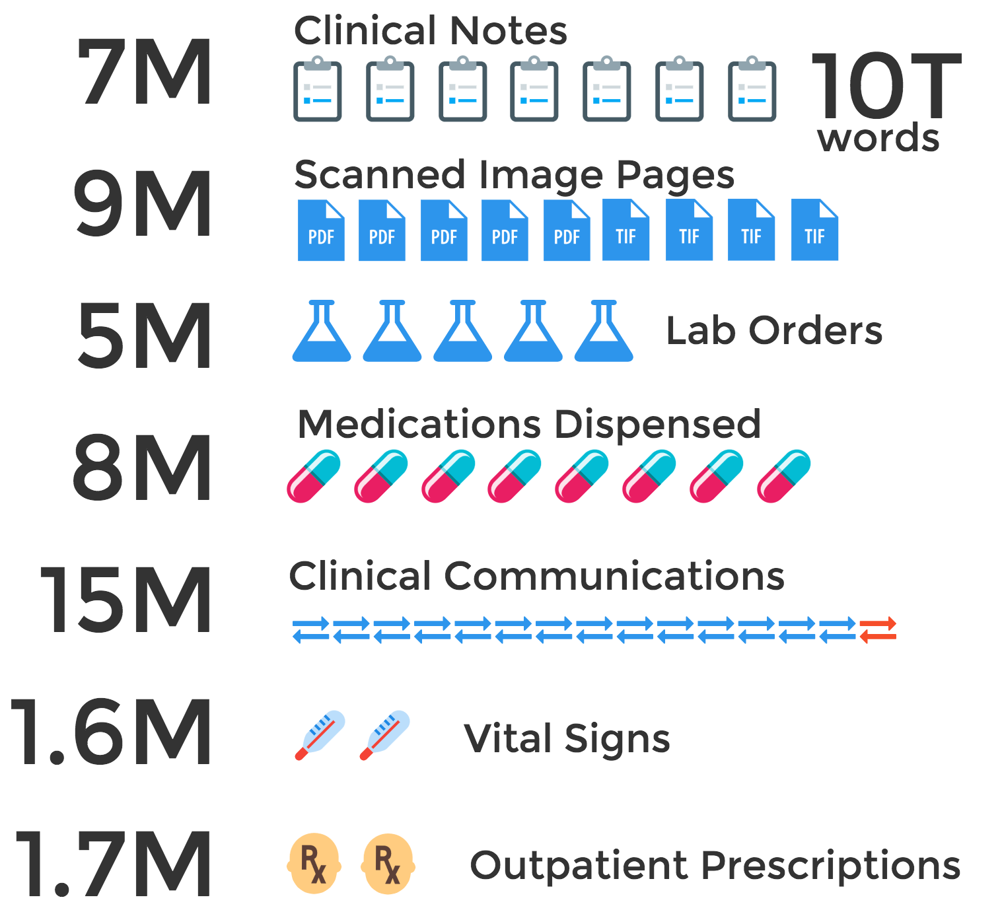 Clinical Notes
7M
10T
words
Scanned Image Pages
9M
PDF PDF PDF PDF PDF TIF TIF TIF TIF
5M
Lab Orders
Medications Dispensed
8M
Clinical Communications
15M
1.6M
Vital Signs
1.7M
Rx Rx
Outpatient Prescriptions